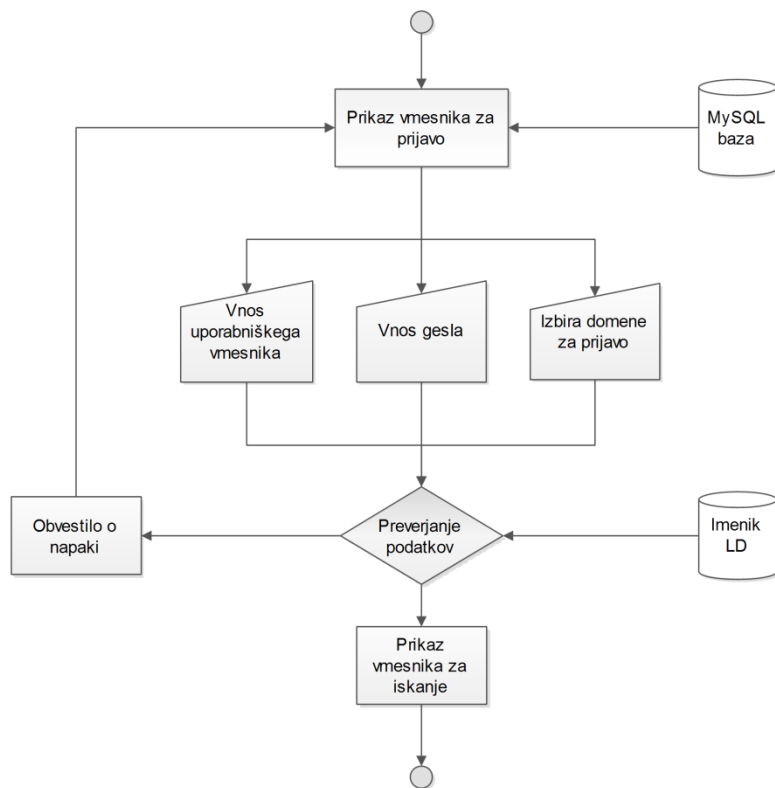 Prikaz vmesnika za
prijavo
MySQL
baza
Vnos
uporabniškega
vmesnika
Vnos gesla
Izbira domene
za prijavo
Obvestilo o
napaki
Preverjanje
podatkov
Imenik
LD
Prikaz
vmesnika za
iskanje